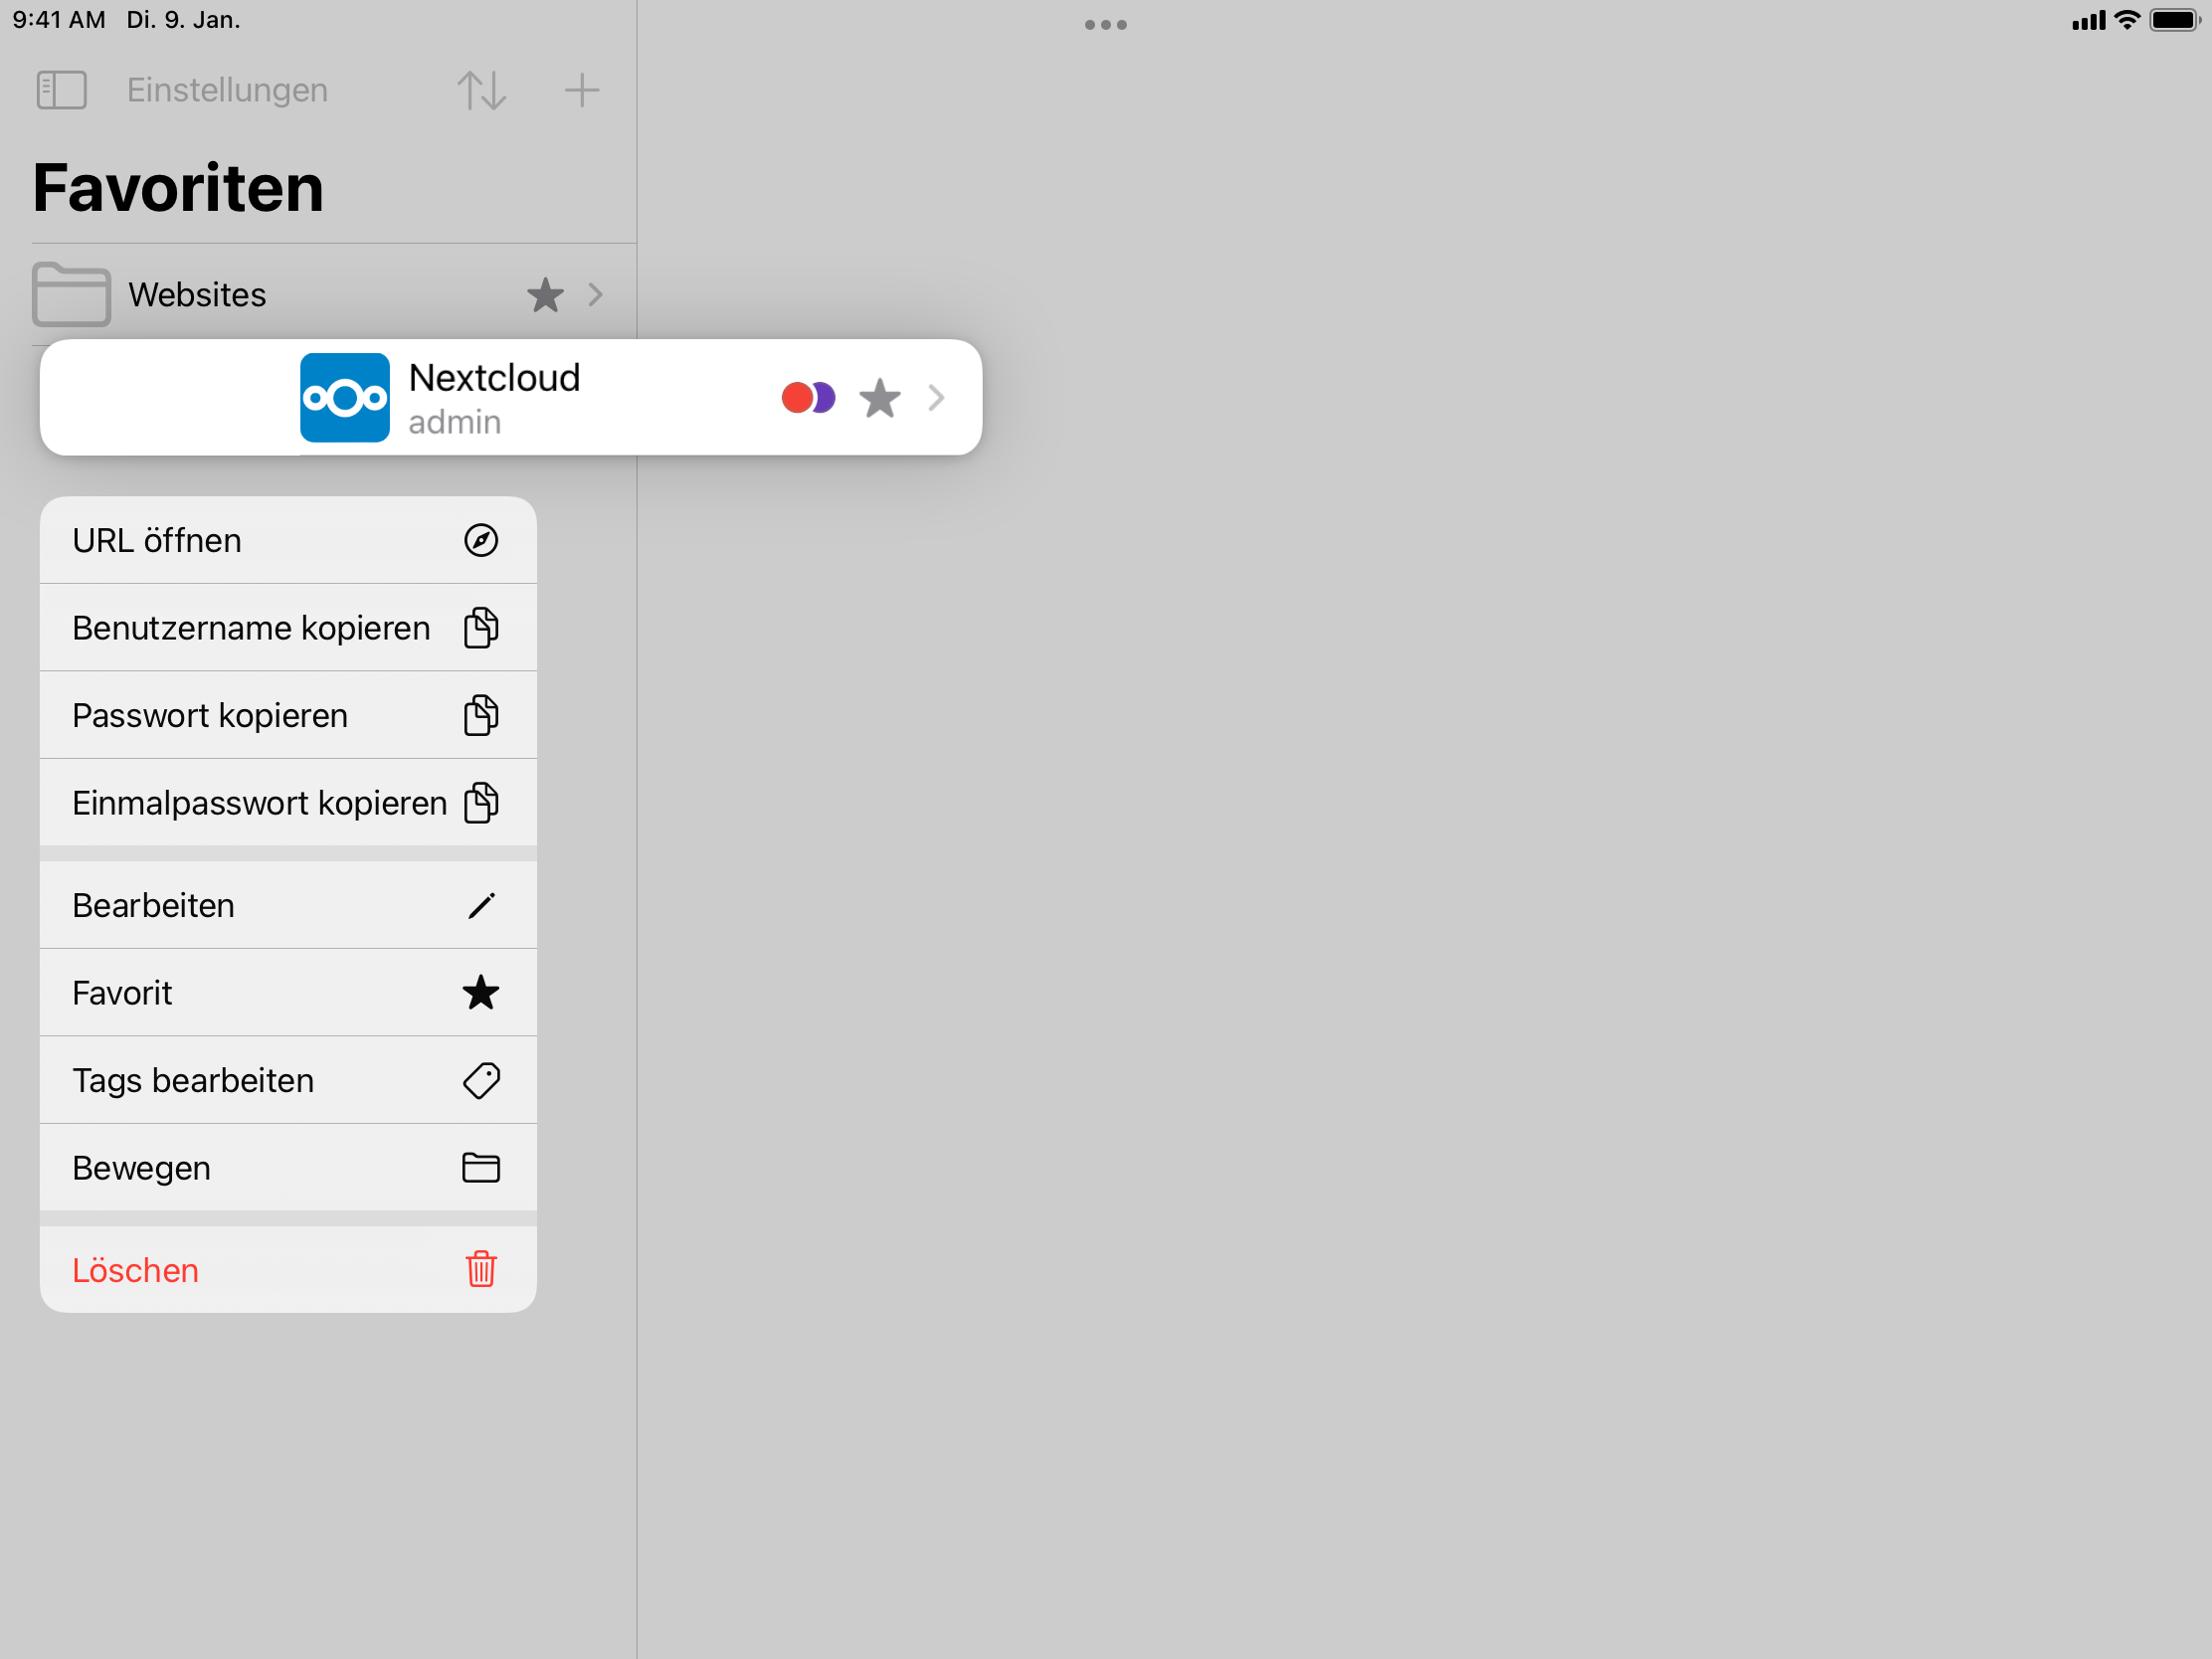 9:41 AM Di. 9. Jan.
Einstellungen
Favoriten
Websites
Nextcloud
admin
URL öffnen
Benutzername kopieren
Passwort kopieren
Einmalpasswort kopieren
Bearbeiten
Favorit
Tags bearbeiten
Bewegen
Löschen